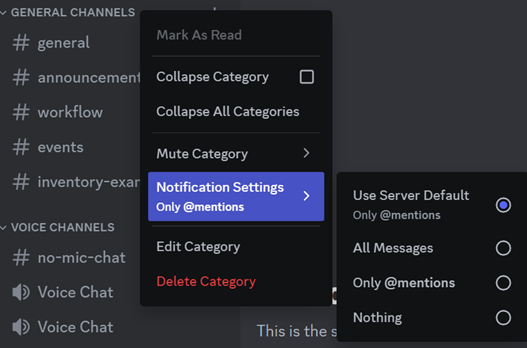 GENERAL CHANNELS
general
announcement
workflow
events
inventory-exar
VOICE CHANNELS
no-mic-chat
Voice Chat
Voice Chat
Mark As Read
Collapse Category
Collapse All Categories
Mute Category
Notification Settings
Only @mentions
Edit Category
Delete Category
Use Server Default
Only @mentions
All Messages
Only @mentions
Nothing
This is the s